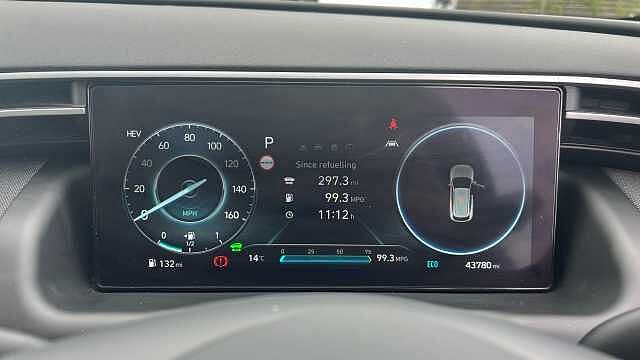 HEV
80
60
100
40
120
20
140
0
160
MPH
0
1/2
1
132 mi
P
Since refuelling
297.3 mi
99.3 MPG
11:12 h
14°C
0 25 50 75
99.3 MPG
ECO
43780 mi